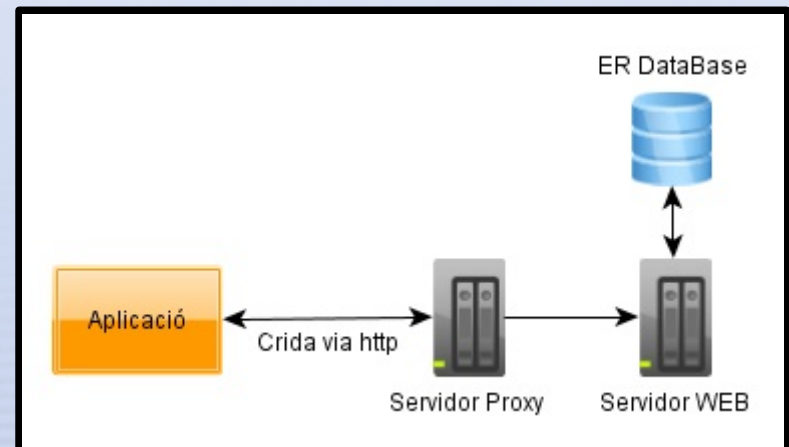 ER DataBase
Aplicació
Crida via http
Servidor Proxy
Servidor WEB